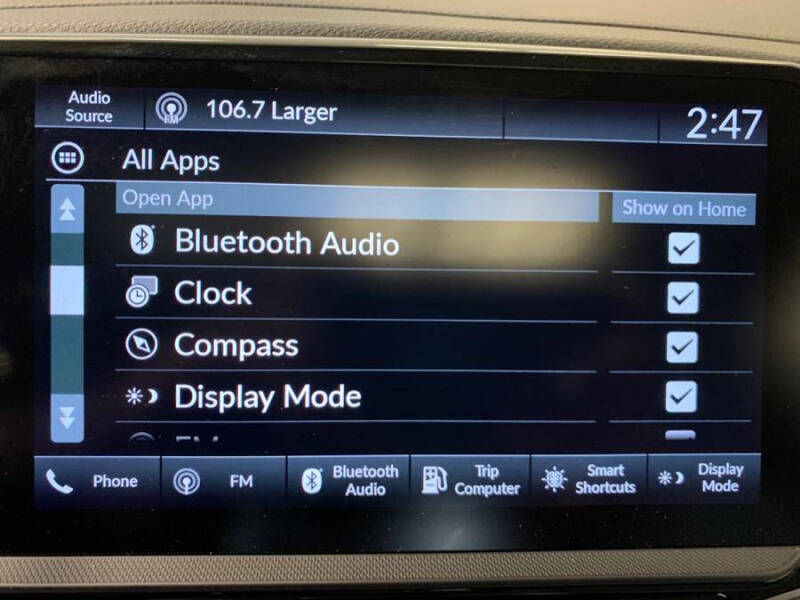 Audio
Source
FM
106.7 Larger
2:47
All Apps
Open App
Show on Home
Bluetooth Audio
Clock
Compass
Display Mode
Phone
FM
Bluetooth
Audio
Trip
Computer
Smart
Shortcuts
Display
Mode